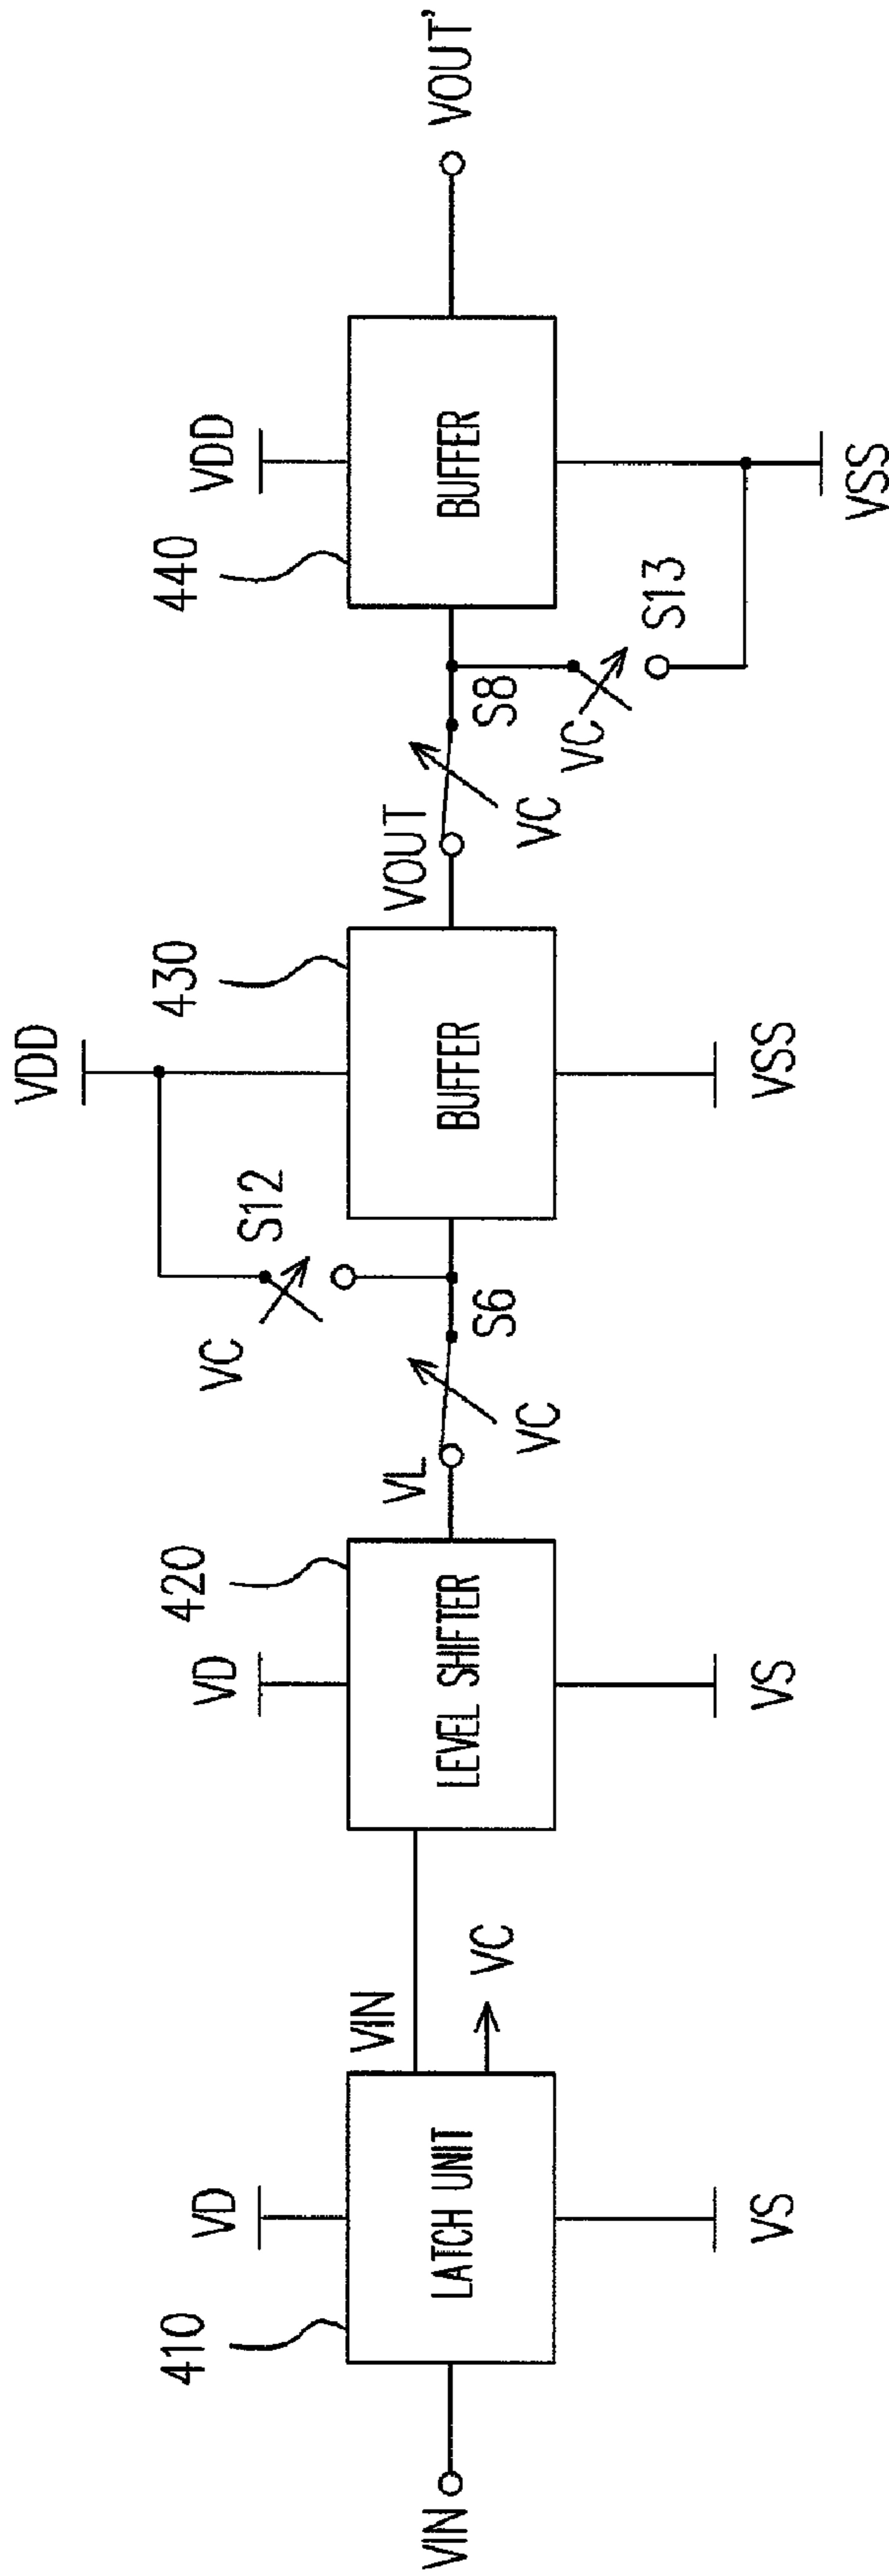 VIN
410
LATCH UNIT
VD
VS
VIN
VC
420
LEVEL SHIFTER
VD
VS
VL
VC
S6
VC
S12
VDD
430
BUFFER
VSS
VOUT
VC
S8
VC
S13
440
VDD
BUFFER
VSS
VOUT'